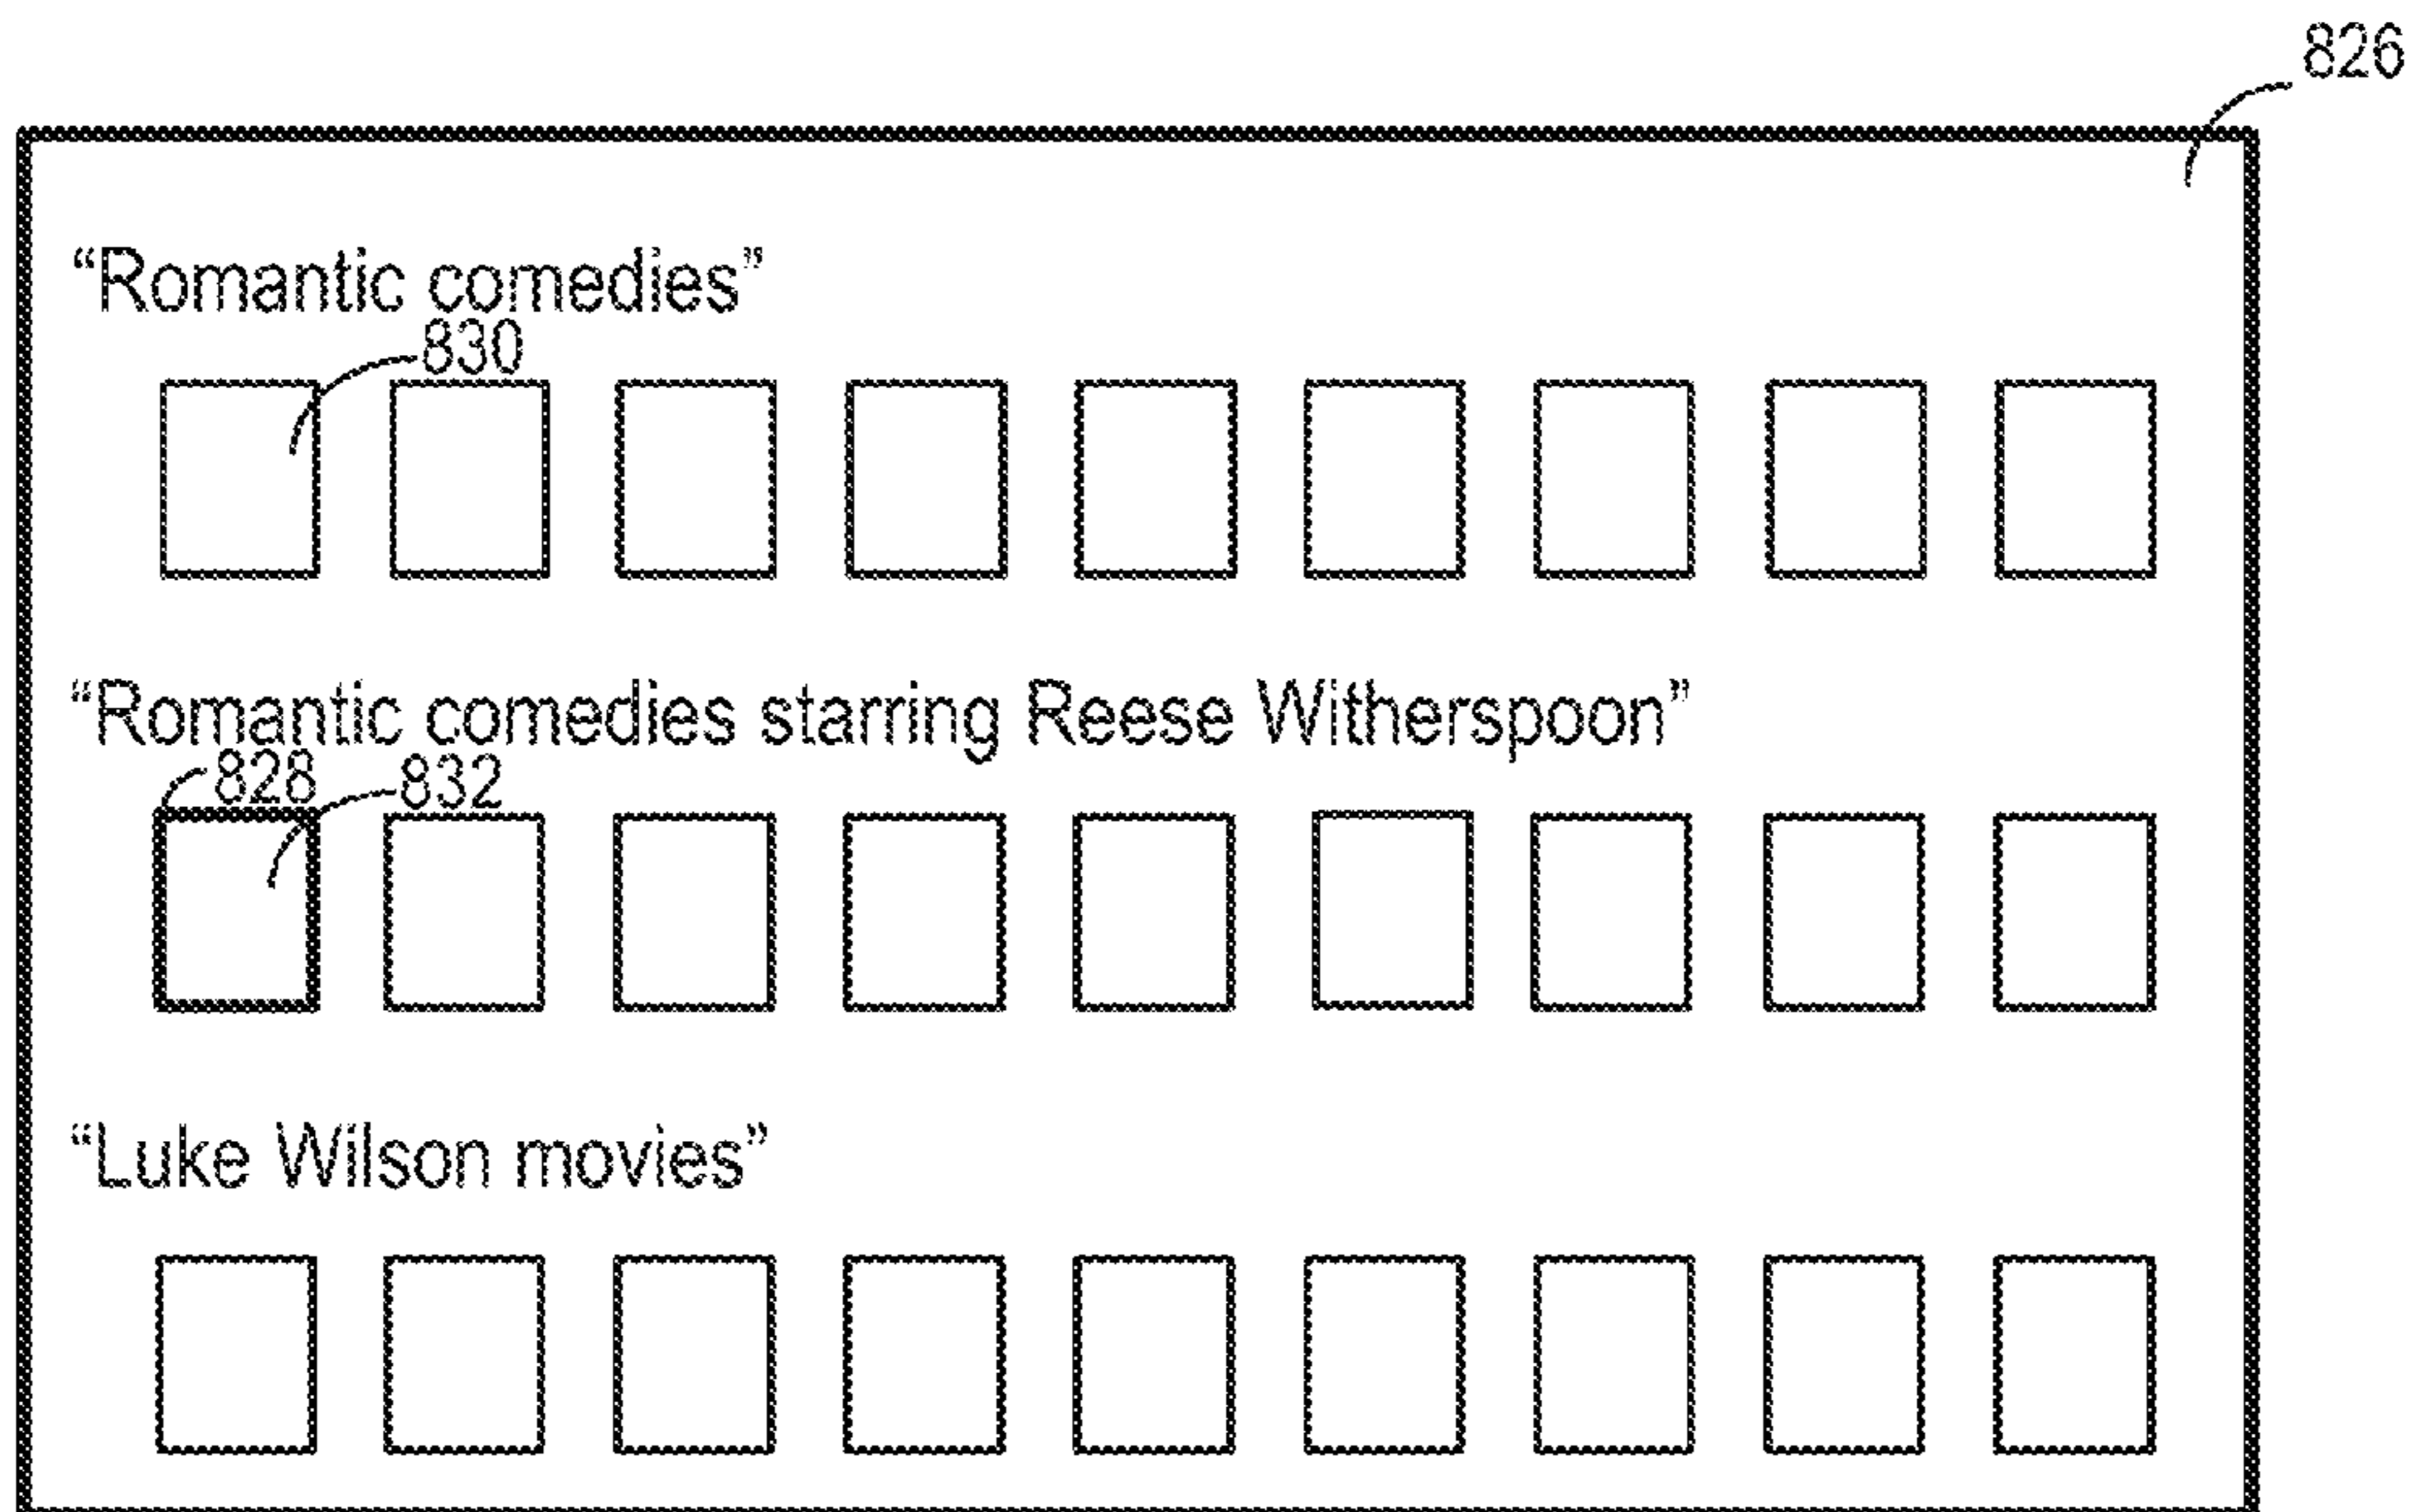 826
“Romantic comedies”
830
“Romantic comedies starring Reese Witherspoon”
828 832
“Luke Wilson movies”